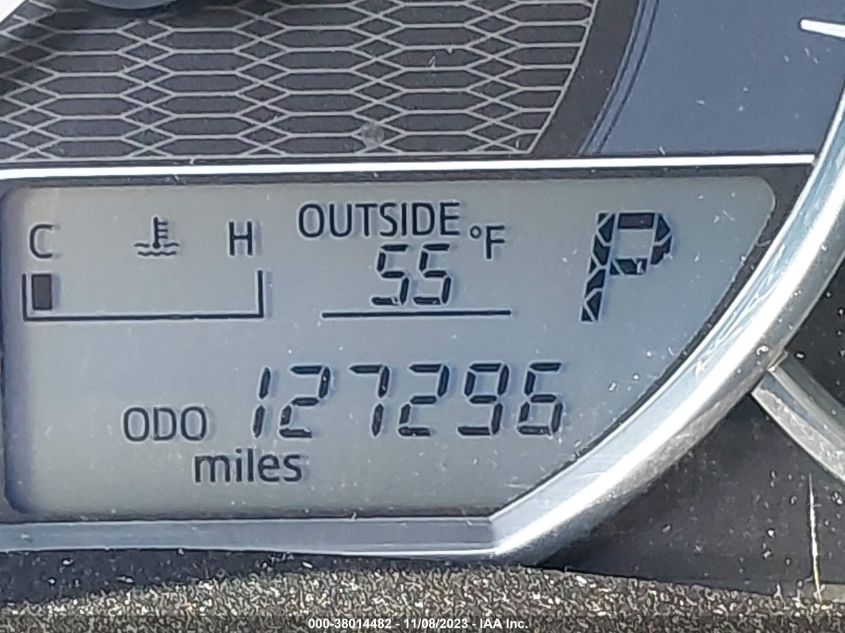 OUTSIDE °F
C H
55
P
ODO 127296
miles
000-38014482 - 11/08/2023 - IAA Inc.